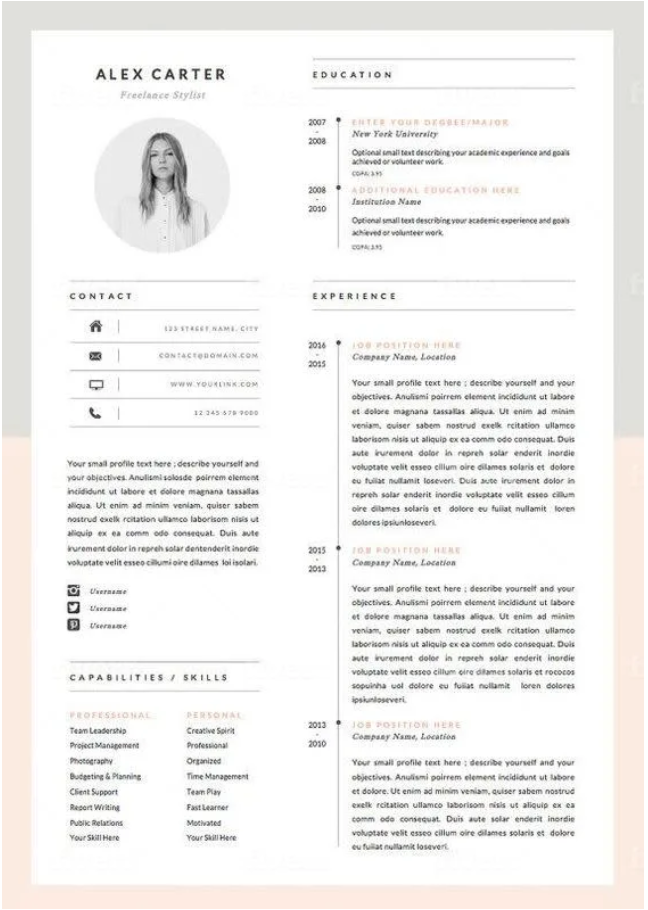 ALEX CARTER
Freelance Stylist
CONTACT
123 STREET NAME, CITY
CONTACT@DOMAIN.COM
WWW.YOURLINK.COM
12 345 678 9000
Your small profile text here ; describe yourself and
your objectives. Anulismi solosde poirrem element
incididunt ut labore et dolore magnana tassallas
aliqua. Ut enim ad minim veniam, quiser sabem
nostrud exelk rcitation ullamco laborisom nisis ut
aliquip ex ea comm odo consequat. Duis aute
irurement dolor in repreh solar dentenderit inordie
voluptate velit esseo cillumi oire dilames loi isolari.
Username
Username
Username
CAPABILITIES / SKILLS
PROFESSIONAL
Team Leadership
Project Management
Photography
Budgeting & Planning
Client Support
Report Writing
Public Relations
Your Skill Here
PERSONAL
Creative Spirit
Professional
Organized
Time Management
Team Play
Fast Learner
Motivated
Your Skill Here
EDUCATION
2007
-
2008
ENTER YOUR DEGREE/MAJOR
New York University
Optional small text describing your academic experience and goals
achieved or volunteer work.
CGPA: 3.95
2008
-
2010
ADDITIONAL EDUCATION HERE
Institution Name
Optional small text describing your academic experience and goals
achieved or volunteer work.
CGPA: 3.95
EXPERIENCE
2016
-
2015
JOB POSITION HERE
Company Name, Location
Your small profile text here ; describe yourself and your
objectives. Anulismi poirrem element incididunt ut labore
et dolore magnana tassallas aliqua. Ut enim ad minim
veniam, quiser sabem nostrud exelk rcitation ullamco
laborisom nisis ut aliquip ex ea comm odo consequat. Duis
aute irurement dolor in repreh solar enderit inordie
voluptate velit esseo cillum oire dilames solaris et dolore
eu fuiiat nullamit loseveri. Duis aute irurement dolor in
repreh solar enderit inordie voluptate velit esseo cillum
oire dilames solaris et dolore eu fuiiat nullamit loren
dolores ipsiunloseveri.
2015
-
2013
JOB POSITION HERE
Company Name, Location
Your small profile text here ; describe yourself and your
objectives. Anulismi poirrem element incididunt ut labore
et dolore magnana tassallas aliqua. Ut enim ad minim
veniam, quiser sabem nostrud exelk rcitation ullamco
laborisom nisis ut aliquip ex ea comm odo consequat. Duis
aute irurement dolor in repreh solar enderit inordie
voluptate velit esseo cillum oire dilames solaris et rococos
sopuinha uol dolore eu fuiiat nullamit loren dolores
ipsiunloseveri.
2013
-
2010
JOB POSITION HERE
Company Name, Location
Your small profile text here ; describe yourself and your
objectives. Anulismi poirrem element incididunt ut labore
et dolore. Ut enim ad minim veniam, quiser sabem nostrud
exelk rcitation ullamco laborisom nisis ut aliquip ex ea
comm odo consequat. Duis aute irurement dolor in
repreh solar enderit inordie
voluptate velit esseo cillum oire dilames solaris et dolore
eu fuiiat nullamit loseveri.